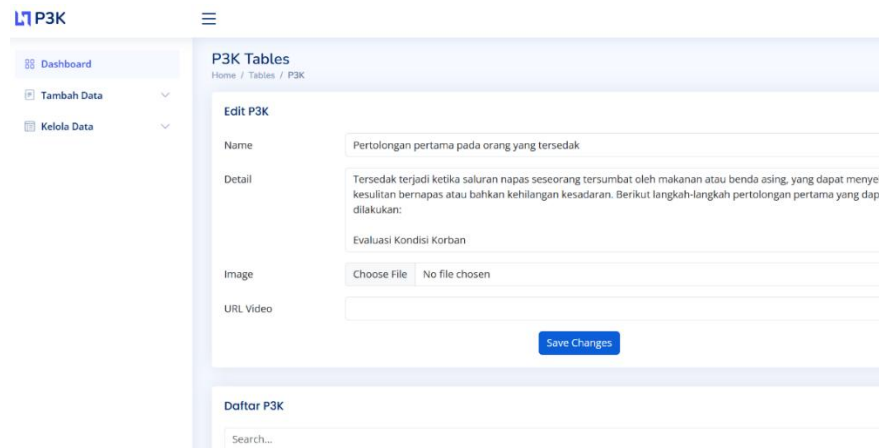 P3K
Dashboard
Tambah Data
Kelola Data
P3K Tables
Home / Tables / P3K
Edit P3K
Name
Pertolongan pertama pada orang yang tersedak
Detail
Tersedak terjadi ketika saluran napas seseorang tersumbat oleh makanan atau benda asing, yang dapat menye
kesulitan bernapas atau bahkan kehilangan kesadaran. Berikut langkah-langkah pertolongan pertama yang dap
dilakukan:
Evaluasi Kondisi Korban
Image
Choose File No file chosen
URL Video
Save Changes
Daftar P3K
Search...